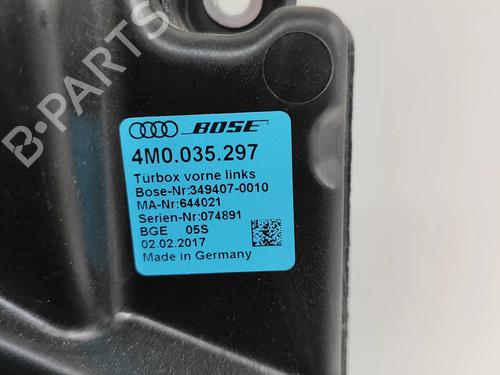 BOSE
4M0.035.297
Türbox vorne links
Bose-Nr:349407-0010
MA-Nr:644021
Serien-Nr:074891
BGE 05S
02.02.2017
Made in Germany
B-PARTS